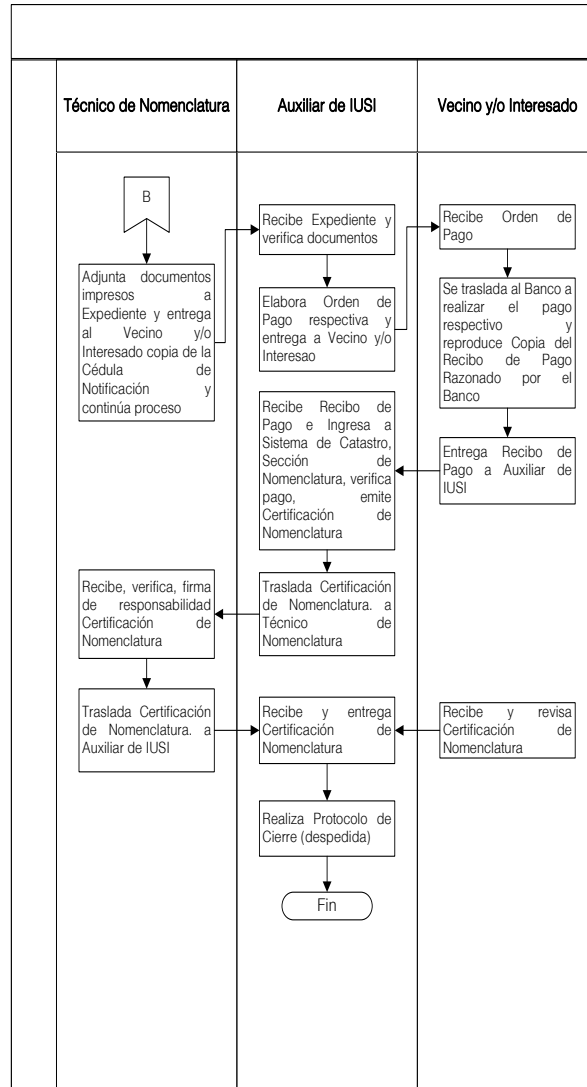 Técnico de Nomenclatura
Auxiliar de IUSI
Vecino y/o Interesado
B
Adjunta documentos
impresos a
Expediente y entrega
al Vecino y/o
Interesado copia de la
Cédula de
Notificación y
continúa proceso
Recibe Expediente y
verifica documentos
Elabora Orden de
Pago respectiva y
entrega a Vecino y/o
Interesao
Recibe Orden de
Pago
Se traslada al Banco a
realizar el pago
respectivo y
reproduce Copia del
Recibo de Pago
Razonado por el
Banco
Entrega Recibo de
Pago a Auxiliar de
IUSI
Recibe Recibo de
Pago e Ingresa a
Sistema de Catastro,
Sección de
Nomenclatura, verifica
pago, emite
Certificación de
Nomenclatura
Traslada Certificación
de Nomenclatura. a
Técnico de
Nomenclatura
Recibe, verifica, firma
de responsabilidad
Certificación de
Nomenclatura
Traslada Certificación
de Nomenclatura. a
Auxiliar de IUSI
Recibe y entrega
Certificación de
Nomenclatura
Recibe y revisa
Certificación de
Nomenclatura
Realiza Protocolo de
Cierre (despedida)
Fin